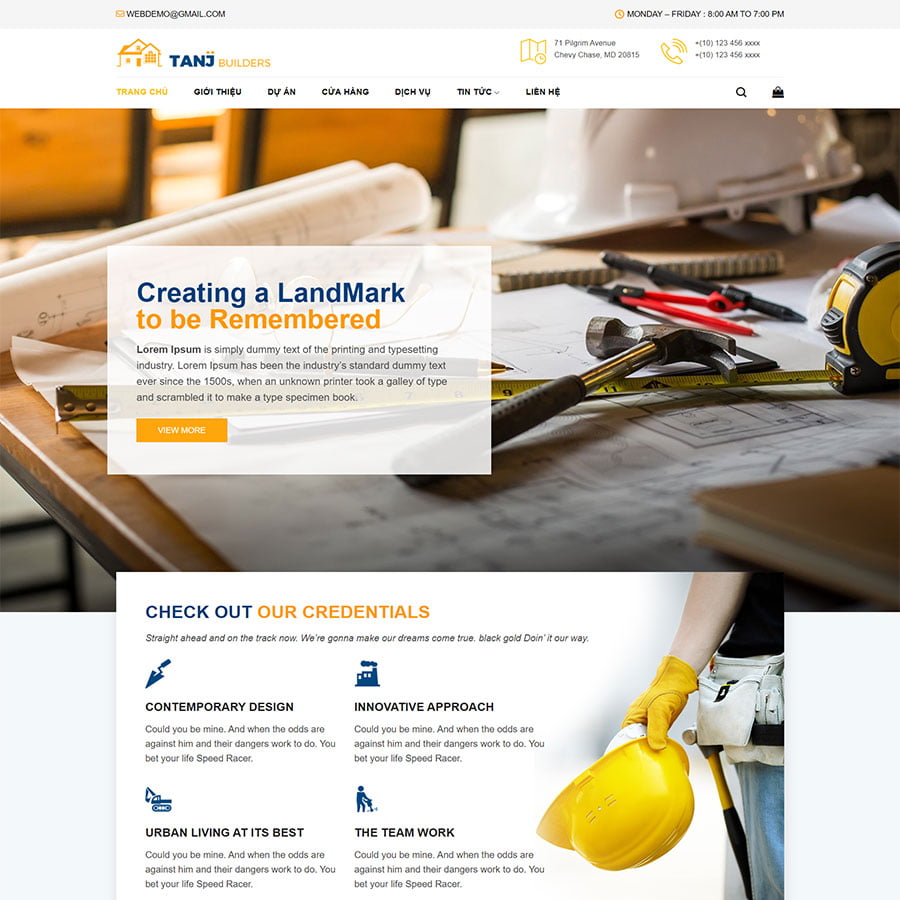 WEBDEMO@GMAIL.COM
MONDAY – FRIDAY : 8:00 AM TO 7:00 PM
TANJ BUILDERS
71 Pilgrim Avenue
Chevy Chase, MD 20815
+(10) 123 456 xxxx
+(10) 123 456 xxxx
TRANG CHỦ
GIỚI THIỆU
DỰ ÁN
CỬA HÀNG
DỊCH VỤ
TIN TỨC
LIÊN HỆ
Creating a LandMark
to be Remembered
Lorem Ipsum is simply dummy text of the printing and typesetting
industry. Lorem Ipsum has been the industry's standard dummy text
ever since the 1500s, when an unknown printer took a galley of type
and scrambled it to make a type specimen book.
VIEW MORE
CHECK OUT OUR CREDENTIALS
Straight ahead and on the track now. We're gonna make our dreams come true. black gold Doin' it our way.
CONTEMPORARY DESIGN
Could you be mine. And when the odds are
against him and their dangers work to do. You
bet your life Speed Racer.
INNOVATIVE APPROACH
Could you be mine. And when the odds are
against him and their dangers work to do. You
bet your life Speed Racer.
URBAN LIVING AT ITS BEST
Could you be mine. And when the odds are
against him and their dangers work to do. You
bet your life Speed Racer.
THE TEAM WORK
Could you be mine. And when the odds are
against him and their dangers work to do. You
bet your life Speed Racer.